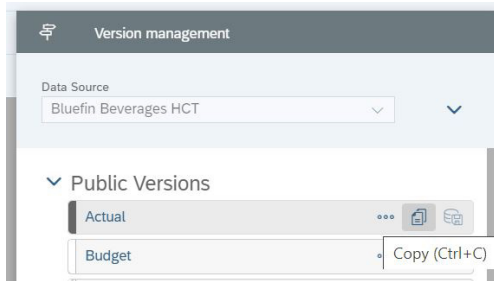 Version management
Data Source
Bluefin Beverages HCT
Public Versions
Actual
Budget
Copy (Ctrl+C)